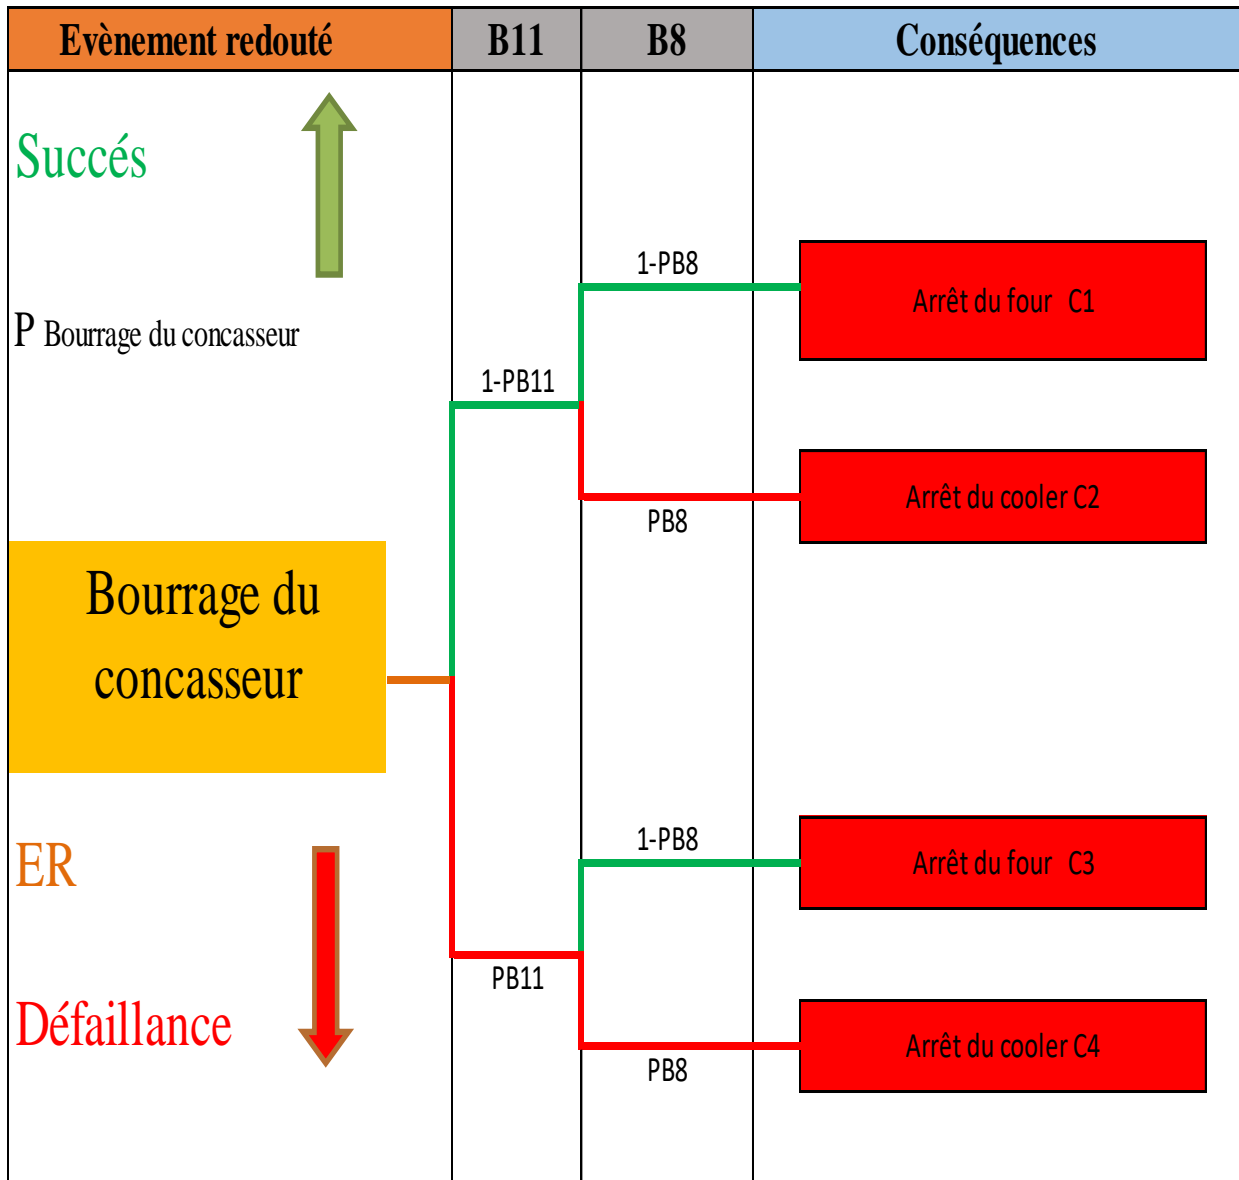 Evènement redouté
B11
B8
Conséquences
Succés
1-PB8
Arrêt du four C1
P Bourrage du concasseur
1-PB11
Arrêt du cooler C2
PB8
Bourrage du
concasseur
1-PB8
ER
Arrêt du four C3
PB11
Défaillance
Arrêt du cooler C4
PB8